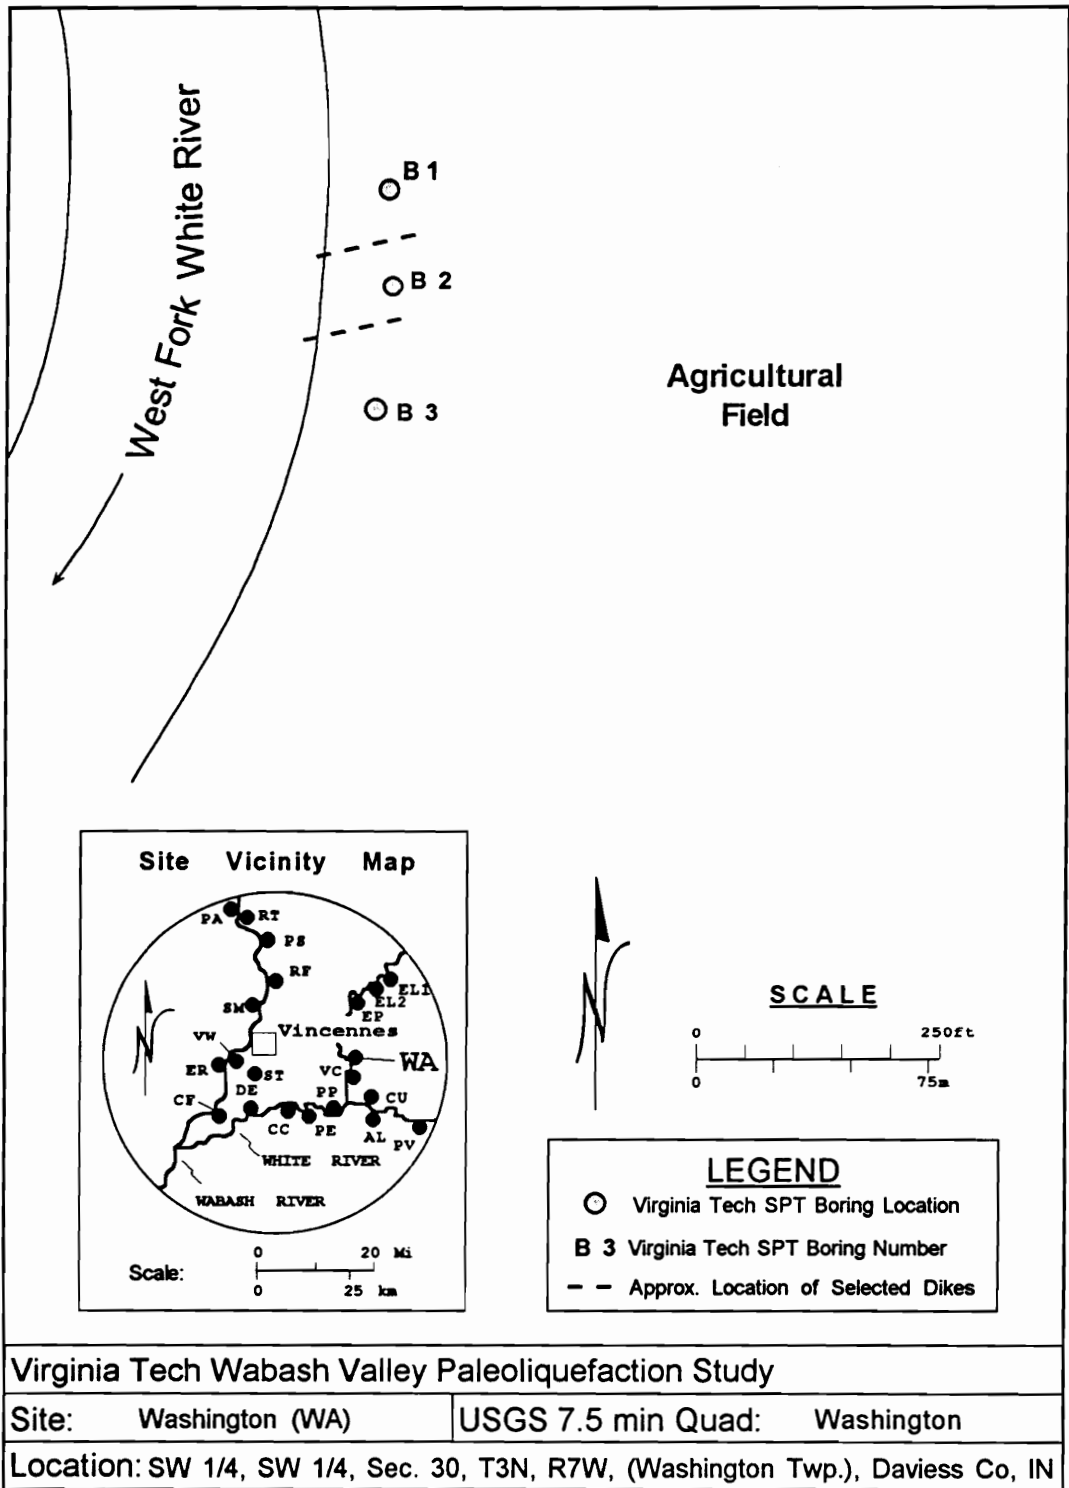 West Fork White River
B 1
B 2
B 3
Agricultural
Field
Site Vicinity Map
PA
RT
PS
RF
EL1
EL2
EP
SM
Vincennes
VW
WA
ER
ST
VC
DE
PP
CU
CF
CC
PE
AL
PV
WHITE RIVER
WABASH RIVER
Scale:
0 20 Mi
0 25 km
N
N
SCALE
0 250ft
0 75m
LEGEND
Virginia Tech SPT Boring Location
B 3 Virginia Tech SPT Boring Number
Approx. Location of Selected Dikes
Virginia Tech Wabash Valley Paleoliquefaction Study
Site: Washington (WA)
USGS 7.5 min Quad: Washington
Location: SW 1/4, SW 1/4, Sec. 30, T3N, R7W, (Washington Twp.), Daviess Co, IN